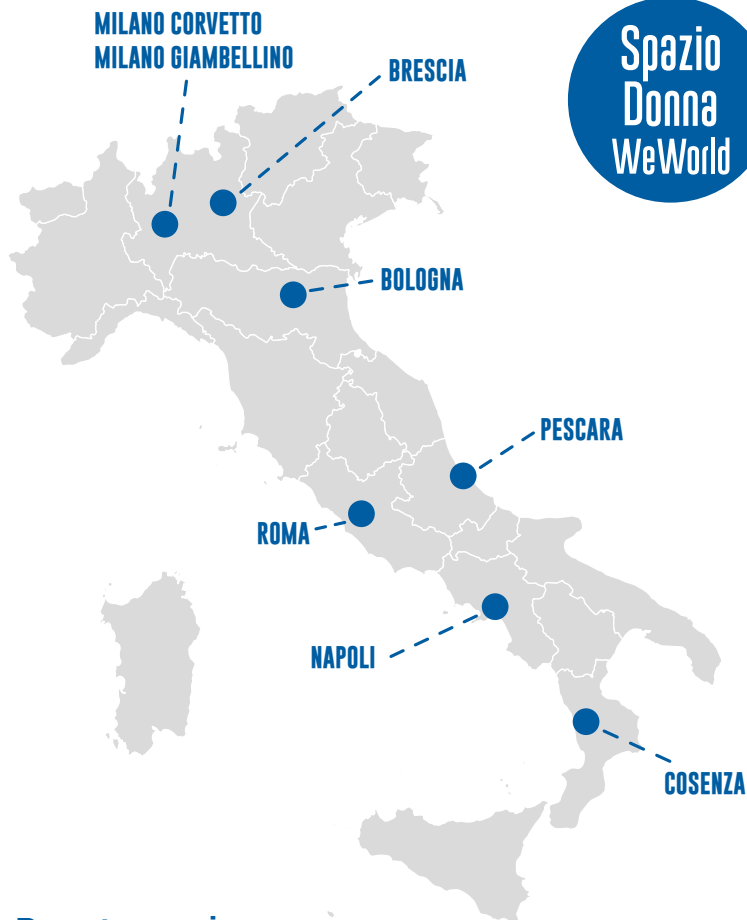 MILANO CORVETTO
MILANO GIAMBELLINO
BRESCIA
Spazio
Donna
WeWorld
BOLOGNA
PESCARA
ROMA
NAPOLI
COSENZA